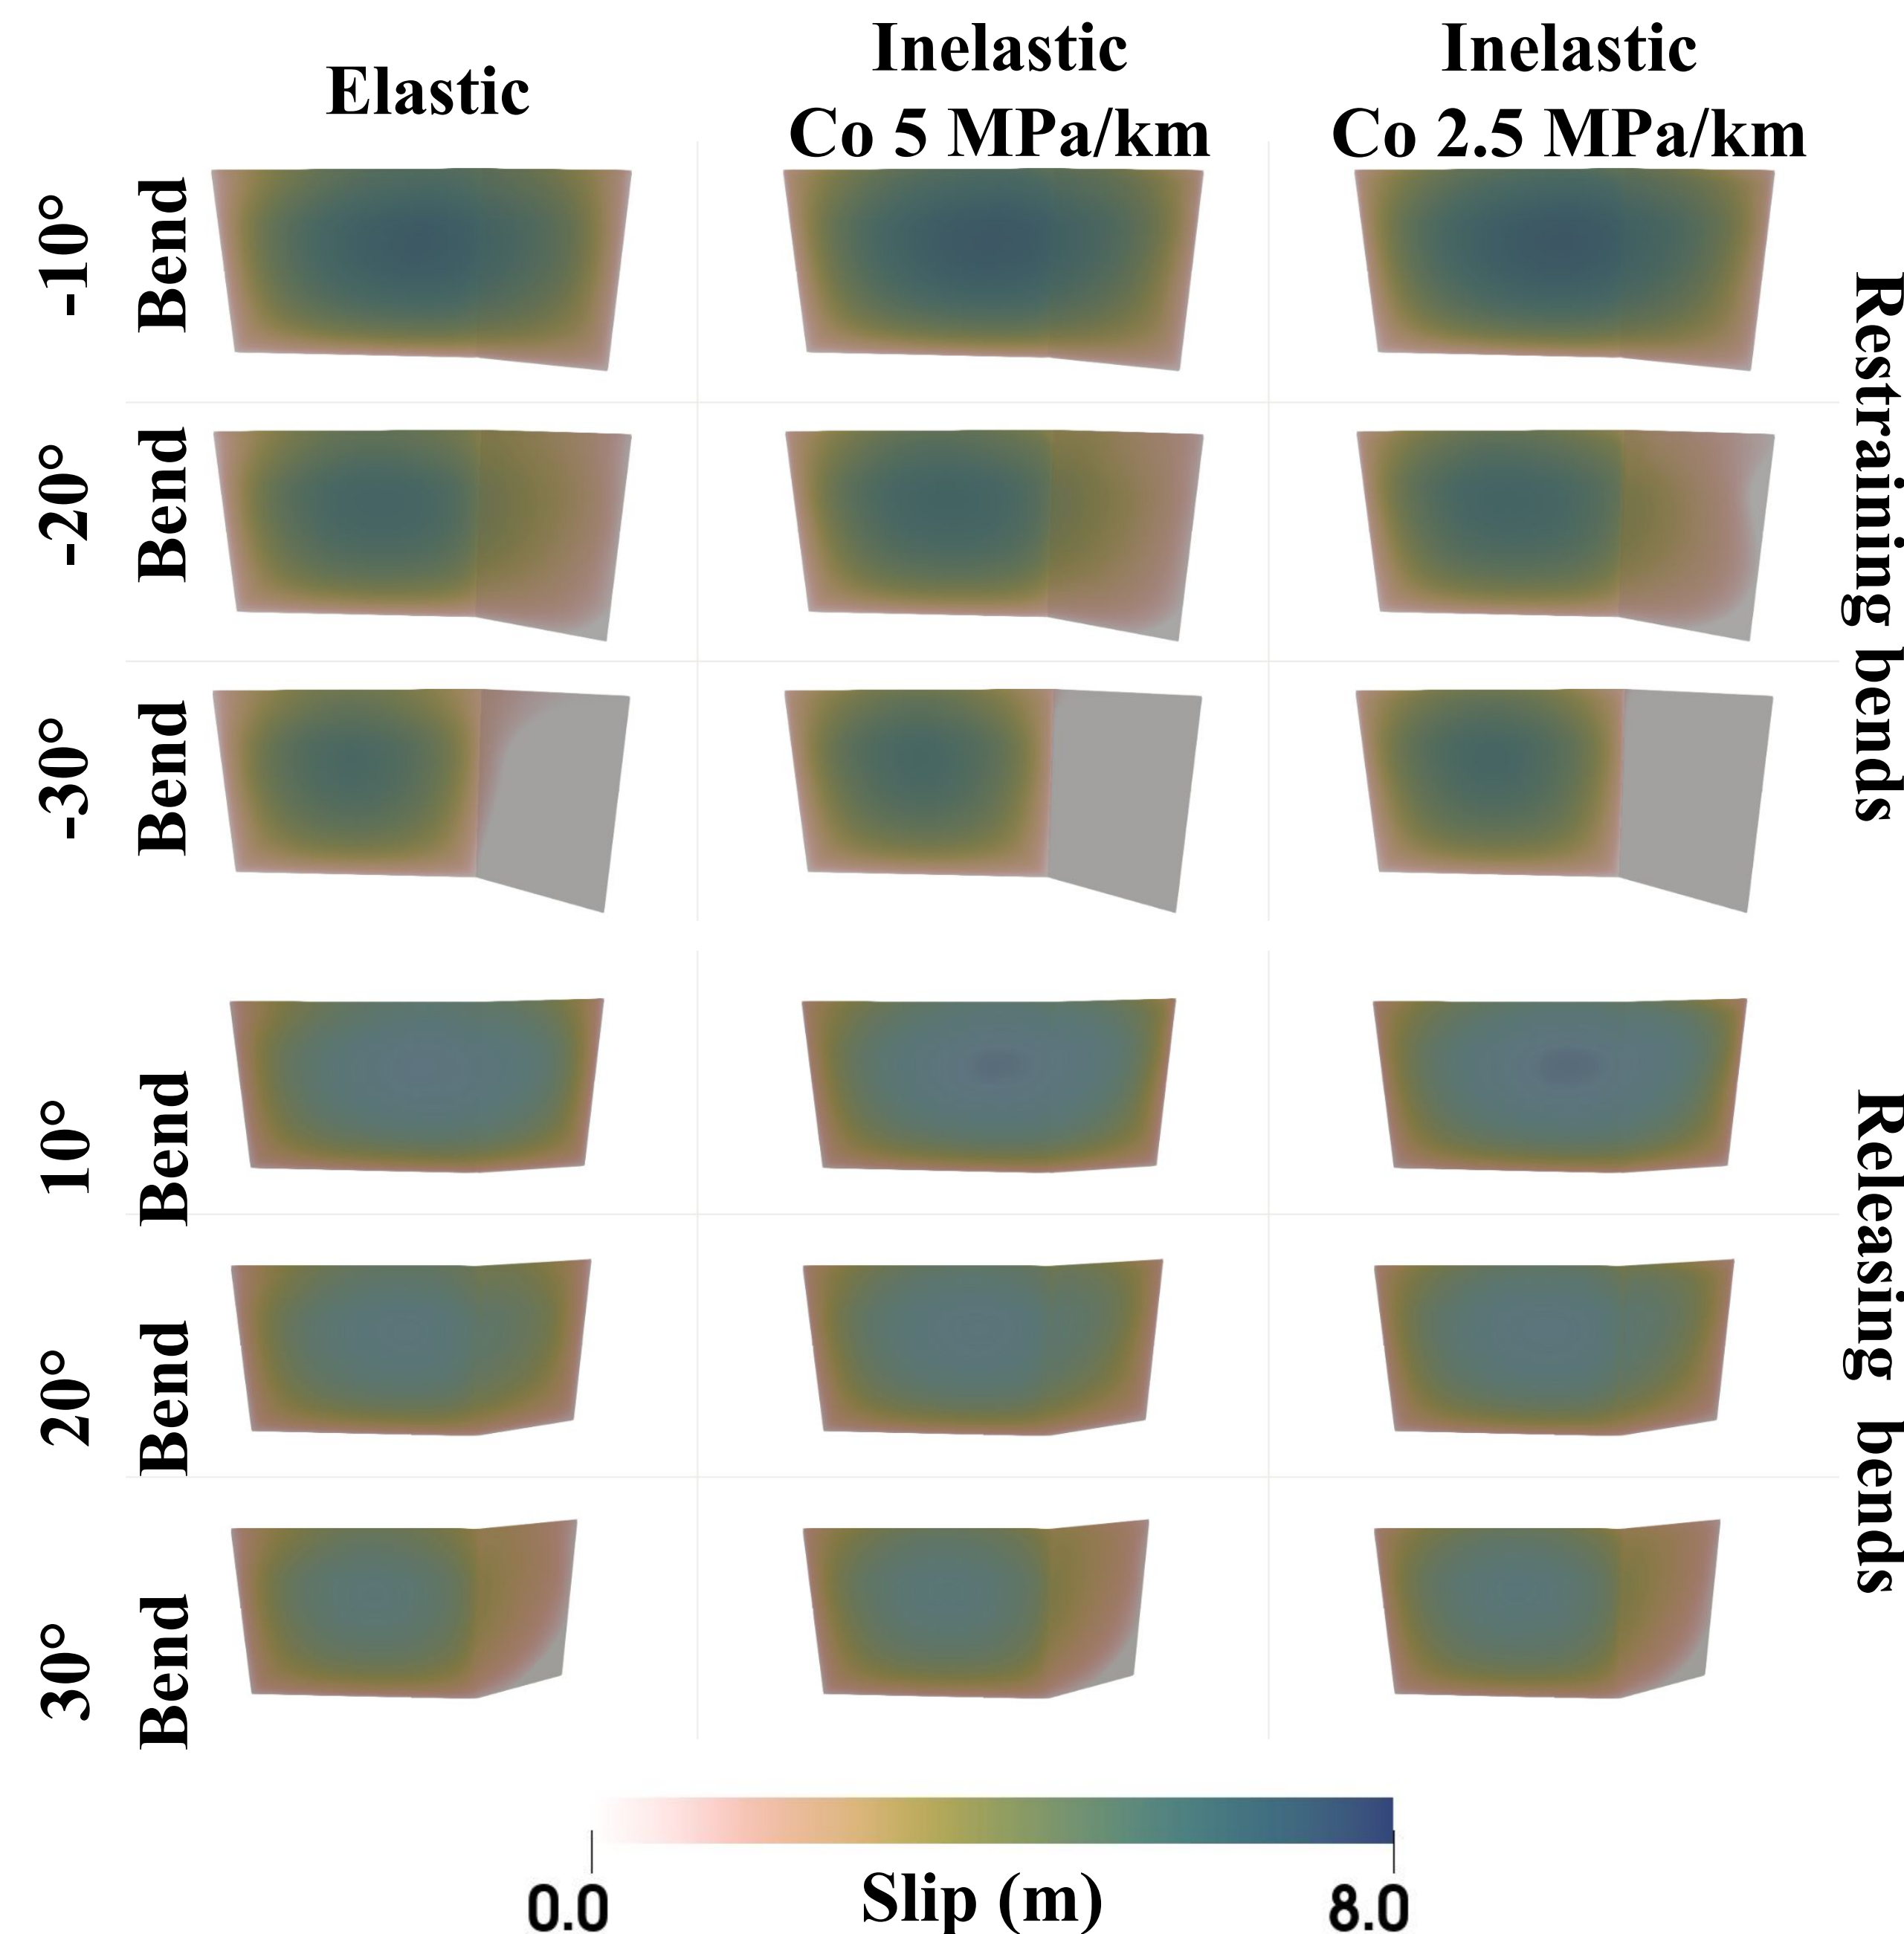 Elastic
Inelastic
Co 5 MPa/km
Inelastic
Co 2.5 MPa/km
-10°
Bend
-20°
Bend
-30°
Bend
Restraining bends
10°
Bend
20°
Bend
30°
Bend
Releasing bends
0.0
Slip (m)
8.0